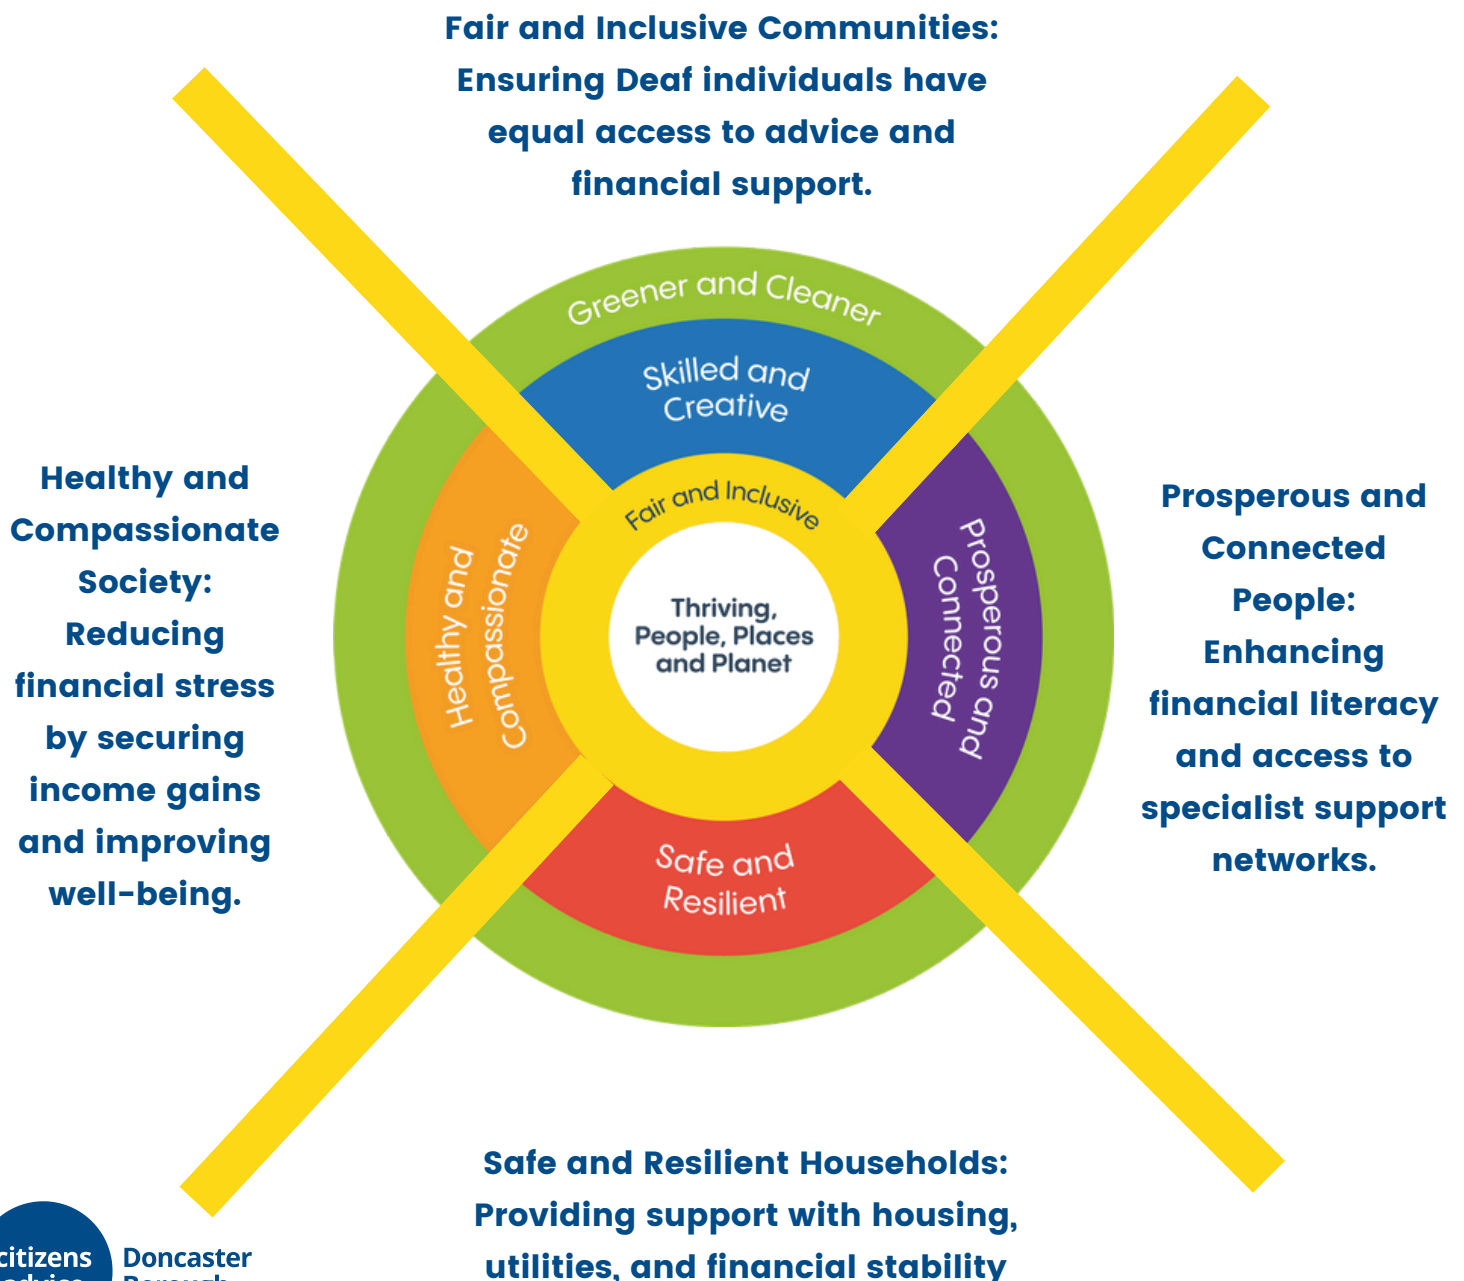 Fair and Inclusive Communities:
Ensuring Deaf individuals have
equal access to advice and
financial support.
Greener and Cleaner
Skilled and
Creative
Fair and Inclusive
Thriving,
People, Places
and Planet
Healthy and
Compassionate
Prosperous and
Connected
Safe and
Resilient
Healthy and
Compassionate
Society:
Reducing
financial stress
by securing
income gains
and improving
well-being.
Prosperous and
Connected
People:
Enhancing
financial literacy
and access to
specialist support
networks.
Safe and Resilient Households:
Providing support with housing,
utilities, and financial stability
citizens
advice
Doncaster
Borough